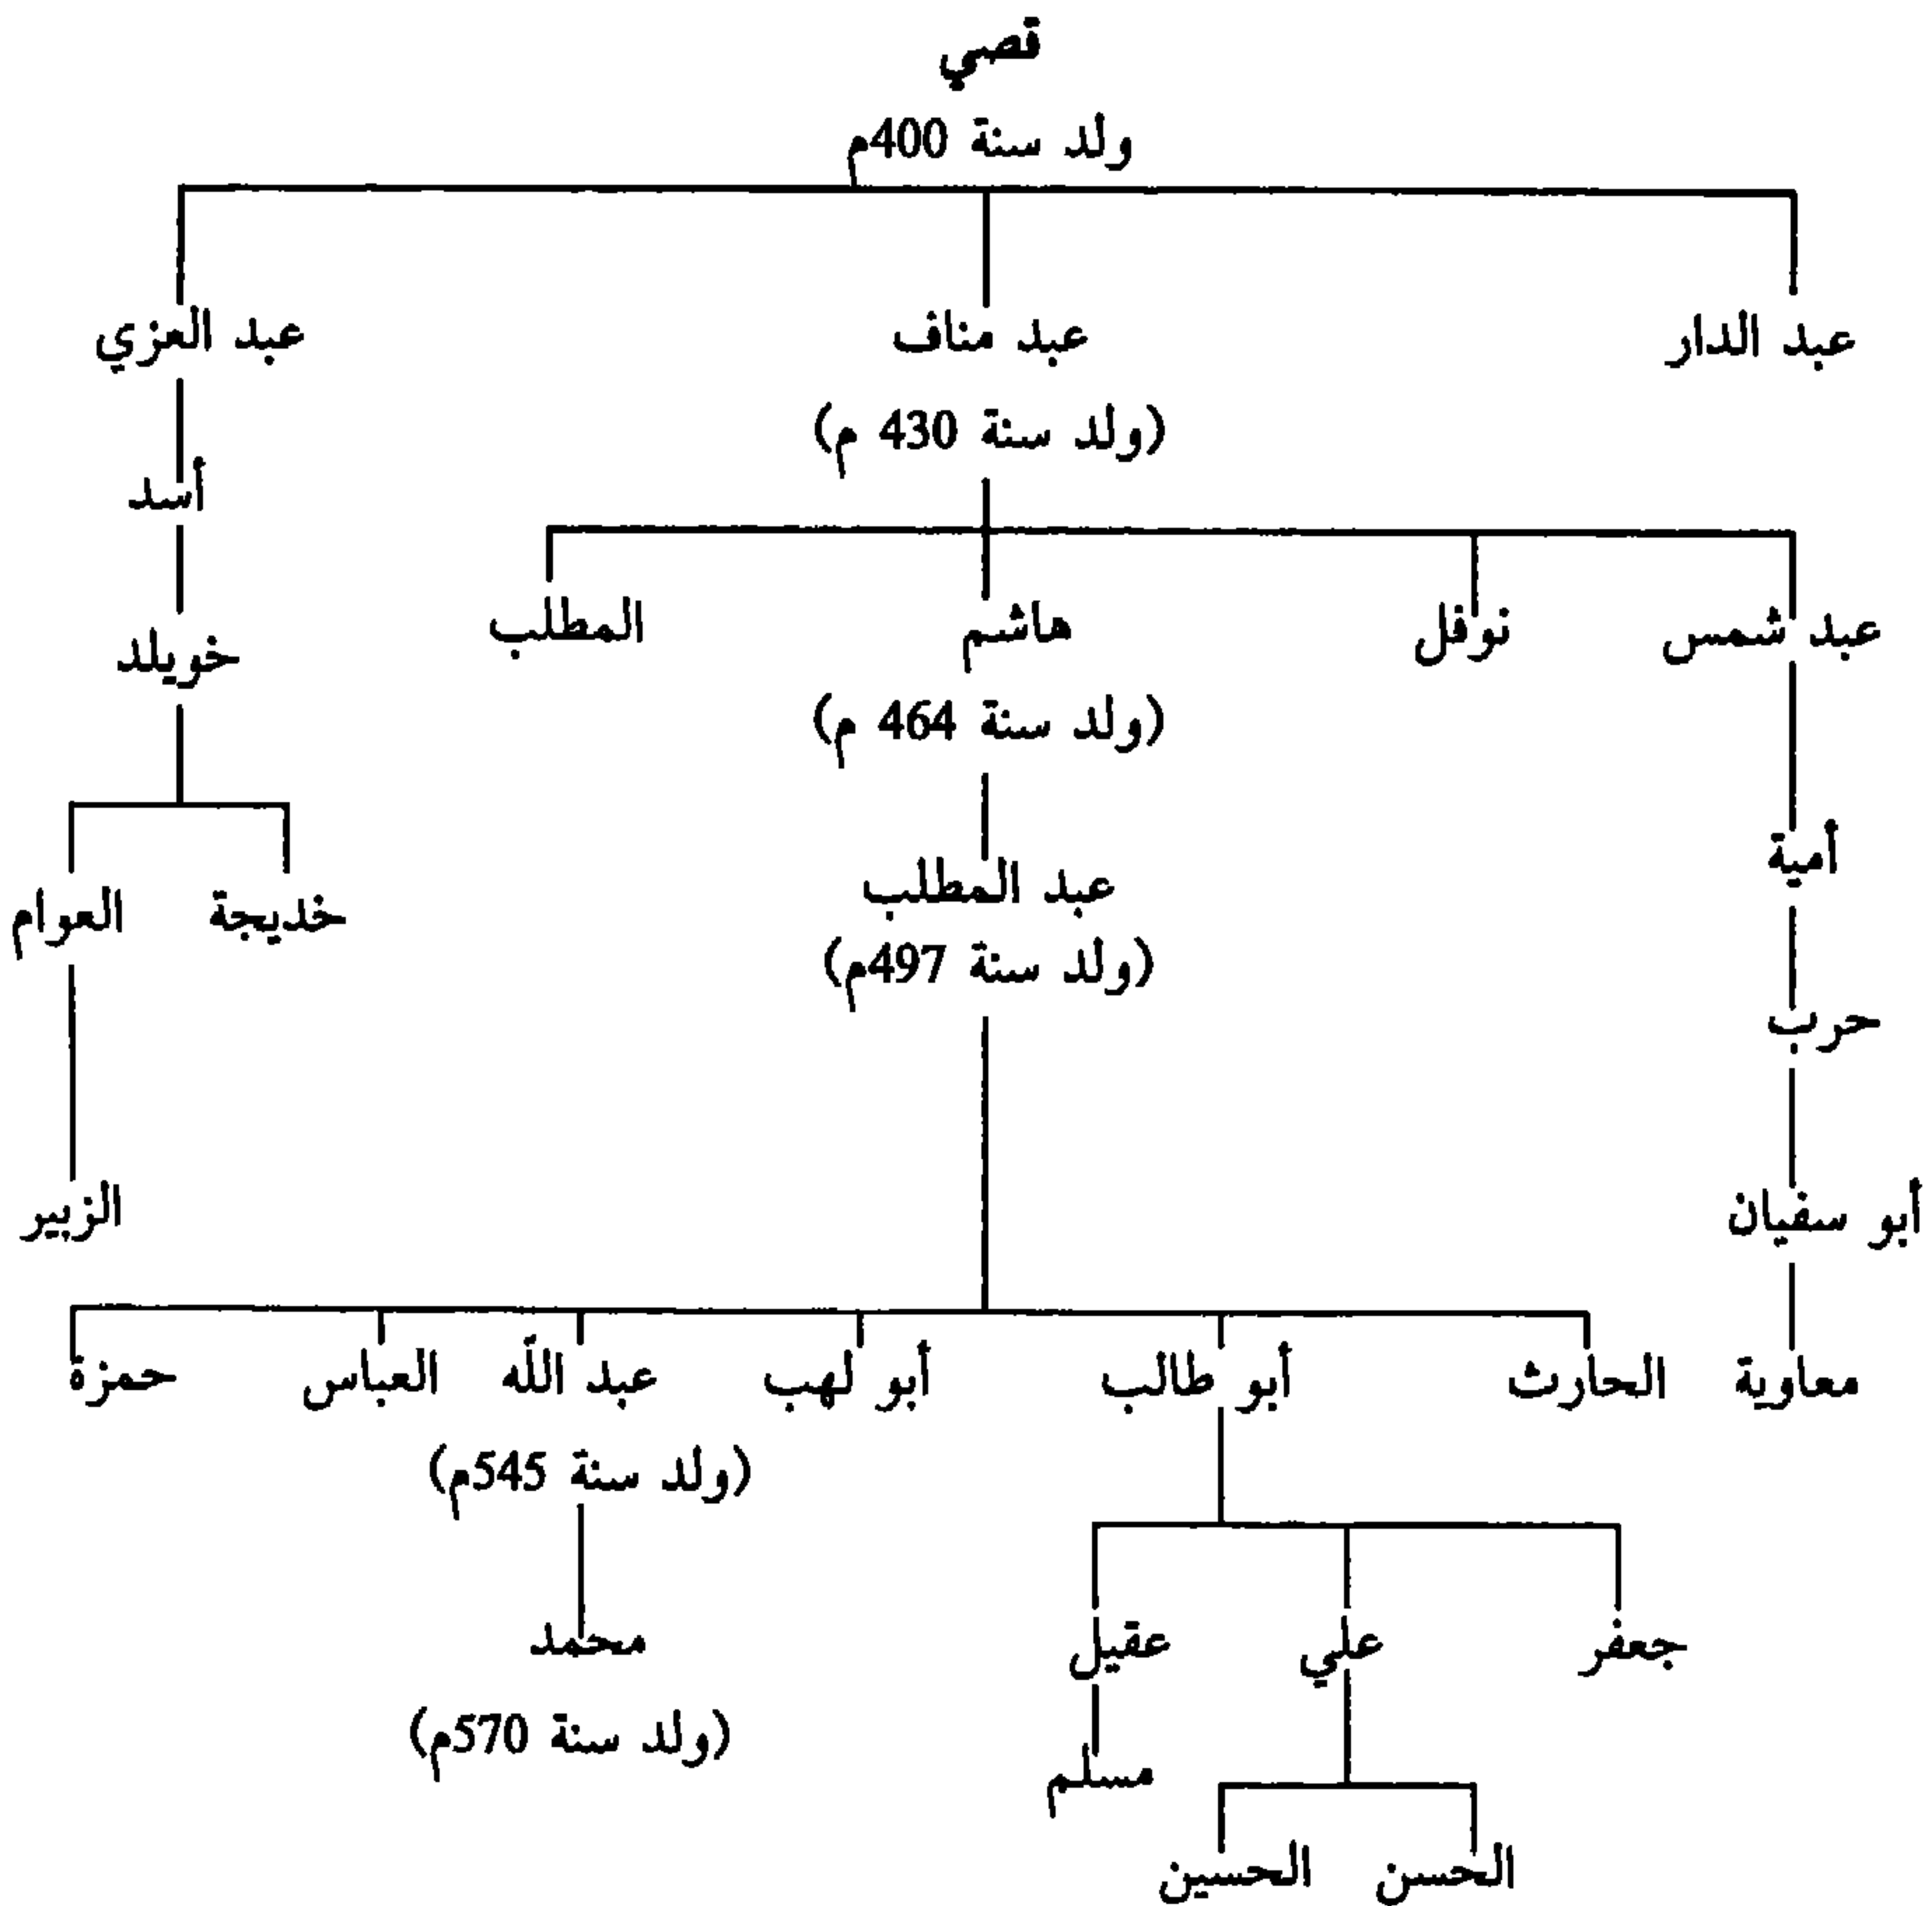 قصي
ولد سنة 400م
عبد الدار
عبد مناف
عبد العزي
(ولد سنة 430 م)
أسد
عبد شمس
نوفل
هاشم
المطلب
خويلد
(ولد سنة 464 م)
أمية
عبد المطلب
خديجة
العوام
(ولد سنة 497م)
حرب
أبو سفيان
الزبير
معاوية
الحارث
أبو طالب
أبو لهب
عبد الله
العباس
حمزة
(ولد سنة 545م)
جعفر
علي
عقيل
محمد
(ولد سنة 570م)
مسلم
الحسن
الحسين